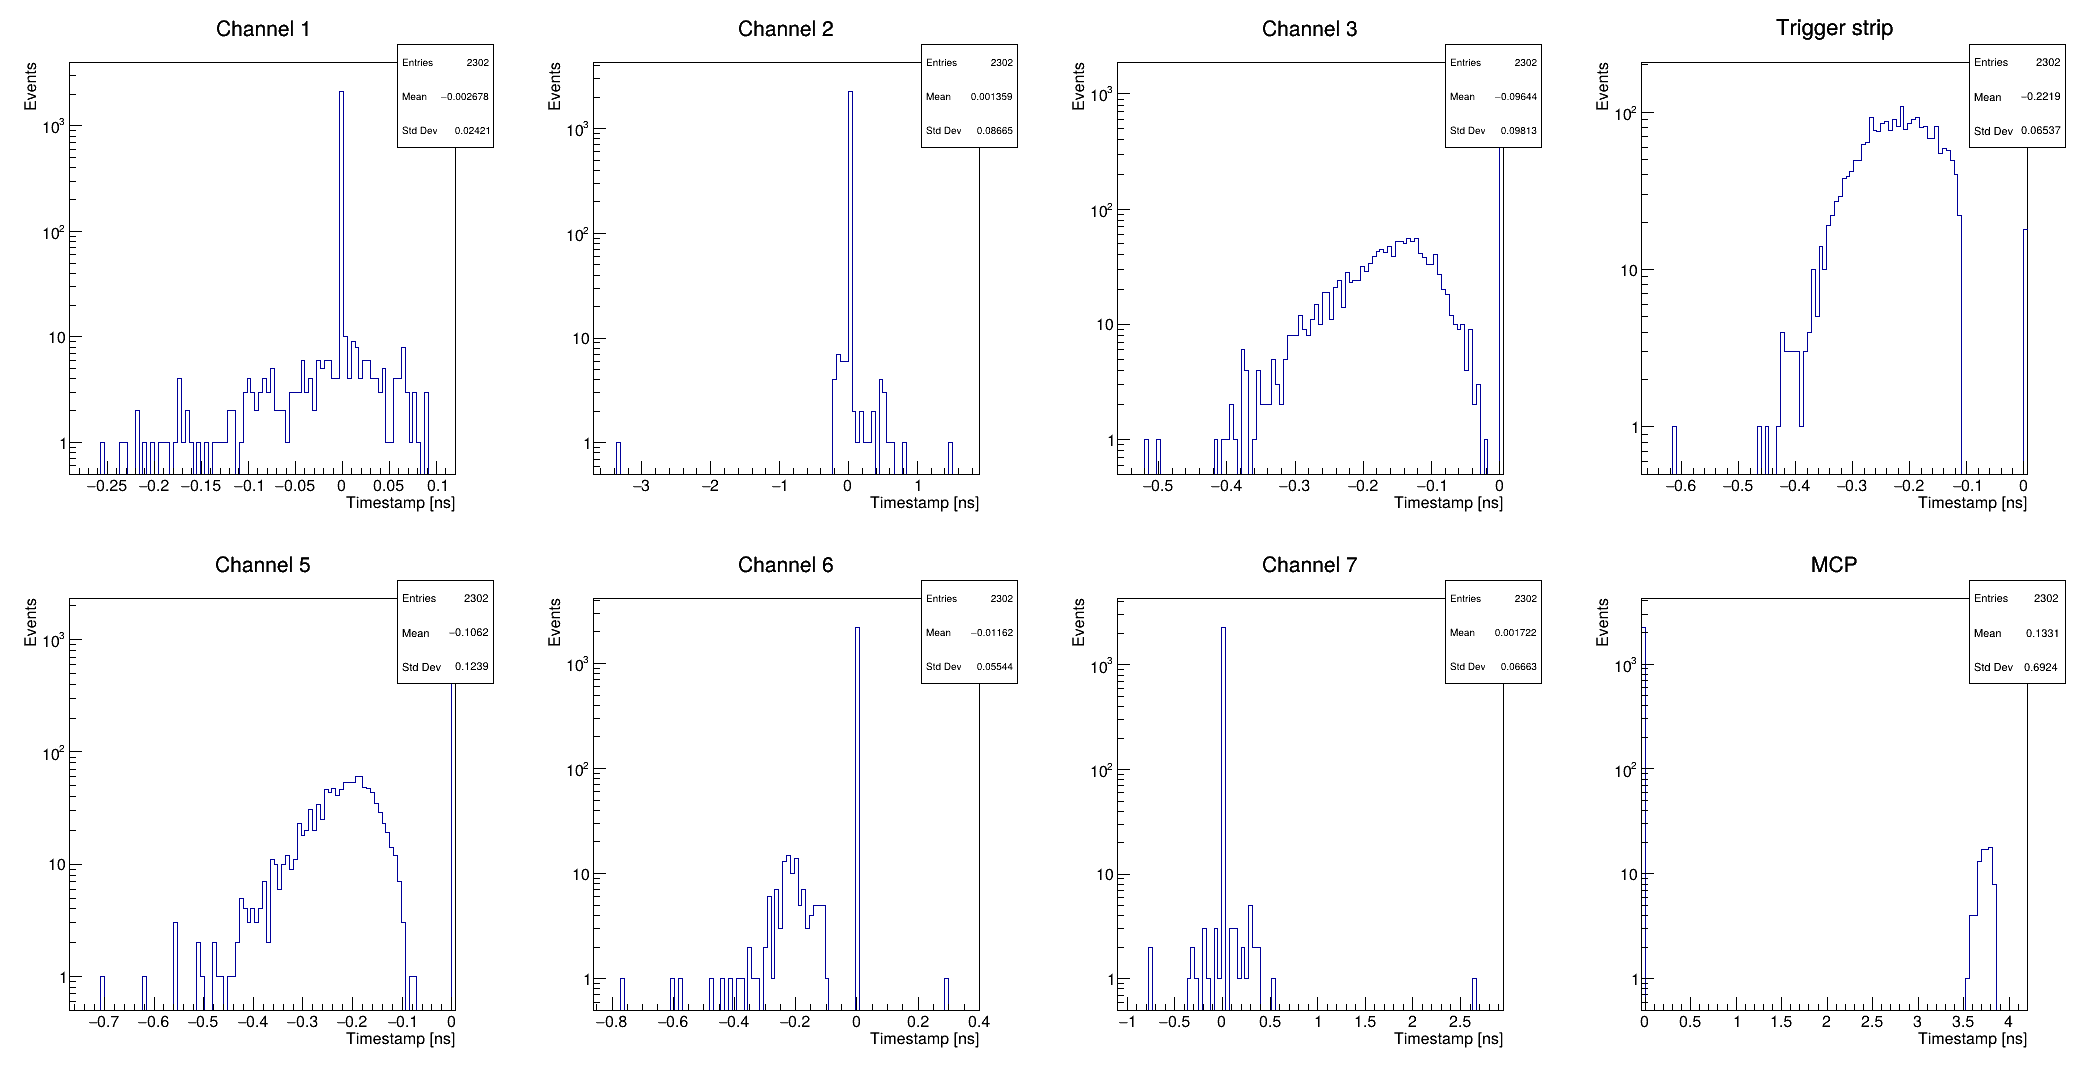 Channel 1
Events
Entries 2302
Mean −0.002678
Std Dev 0.02421
10³
10²
10
1
−0.25 −0.2 −0.15 −0.1 −0.05 0 0.05 0.1
Timestamp [ns]
Channel 2
Events
Entries 2302
Mean 0.001359
Std Dev 0.08665
10³
10²
10
1
−3 −2 −1 0 1
Timestamp [ns]
Channel 3
Events
Entries 2302
Mean −0.09644
Std Dev 0.09813
10³
10²
10
1
−0.5 −0.4 −0.3 −0.2 −0.1 0
Timestamp [ns]
Trigger strip
Events
Entries 2302
Mean −0.2219
Std Dev 0.06537
10²
10
1
−0.6 −0.5 −0.4 −0.3 −0.2 −0.1 0
Timestamp [ns]
Channel 5
Events
Entries 2302
Mean −0.1062
Std Dev 0.1239
10³
10²
10
1
−0.7 −0.6 −0.5 −0.4 −0.3 −0.2 −0.1 0
Timestamp [ns]
Channel 6
Events
Entries 2302
Mean −0.01162
Std Dev 0.05544
10³
10²
10
1
−0.8 −0.6 −0.4 −0.2 0 0.2 0.4
Timestamp [ns]
Channel 7
Events
Entries 2302
Mean 0.001722
Std Dev 0.06663
10³
10²
10
1
−1 −0.5 0 0.5 1 1.5 2 2.5
Timestamp [ns]
MCP
Events
Entries 2302
Mean 0.1331
Std Dev 0.6924
10³
10²
10
1
0 0.5 1 1.5 2 2.5 3 3.5 4
Timestamp [ns]